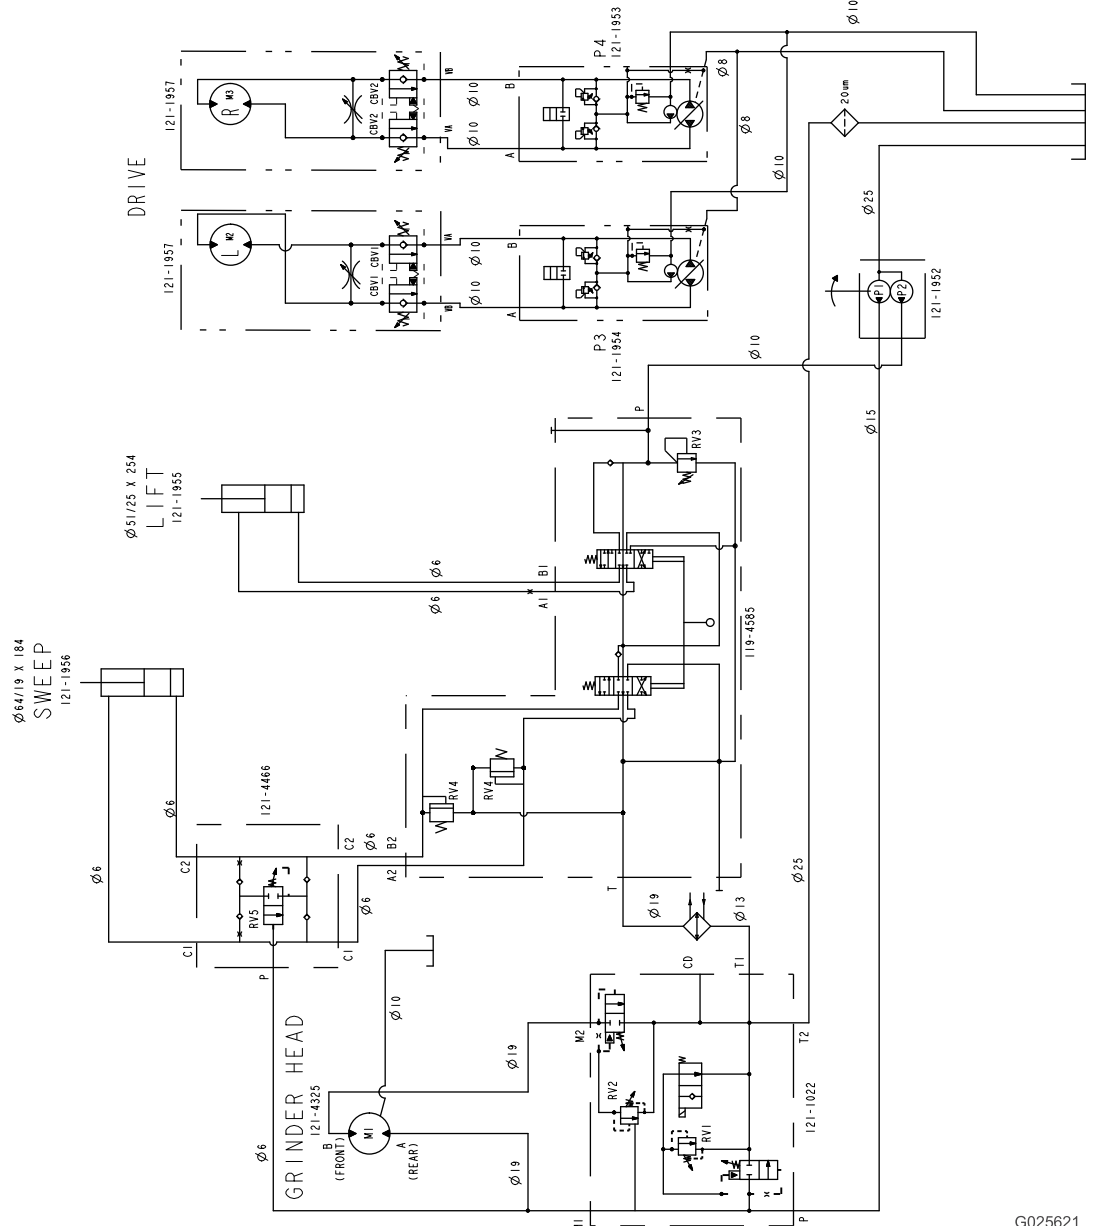 DRIVE
121-1957
R M3
CBV2
CBV2
VB
VA
Ø10
Ø10
B
A
P4
121-1953
Ø8
Ø8
Ø10
Ø10
20um
121-1957
L M2
CBV1
CBV1
VA
VB
Ø10
Ø10
B
A
P3
121-1954
Ø25
P1
P2
121-1952
Ø10
Ø15
Ø51/25 X 254
LIFT
121-1955
Ø6
Ø6
A1
B1
P
RV3
119-4585
Ø64/19 X 184
SWEEP
121-1956
Ø6
Ø6
121-4466
C2
C1
RV5
C2
C1
P
Ø6
Ø6
B2
A2
RV4
RV4
T
Ø19
Ø13
Ø25
CD
T1
T2
M2
Ø10
GRINDER HEAD
121-4325
B
(FRONT)
M1
A
(REAR)
Ø6
Ø19
Ø19
RV2
RV1
121-1022
P
G025621